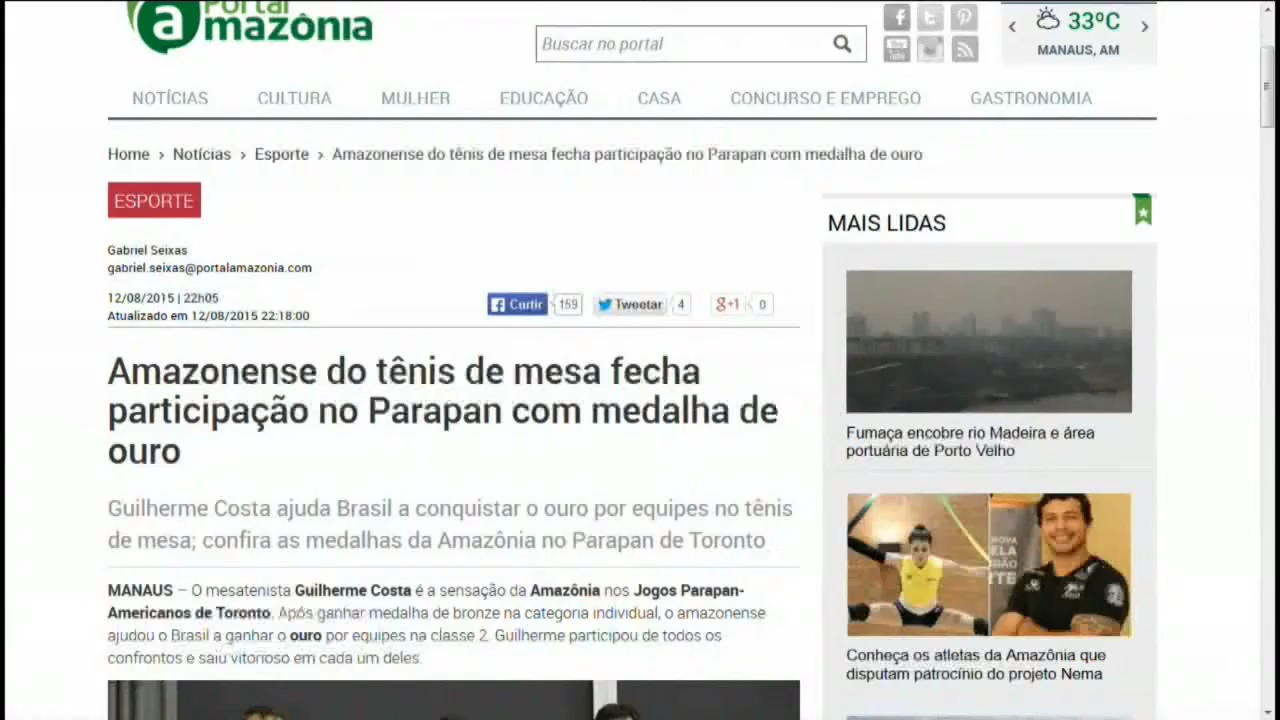 Portal
amazônia
Buscar no portal
33ºC
MANAUS, AM
NOTÍCIAS CULTURA MULHER EDUCAÇÃO CASA CONCURSO E EMPREGO GASTRONOMIA
Home › Notícias › Esporte › Amazonense do tênis de mesa fecha participação no Parapan com medalha de ouro
ESPORTE
Gabriel Seixas
gabriel.seixas@portalamazonia.com
12/08/2015 | 22h05
Atualizado em 12/08/2015 22:18:00
Curtir 159 Tweetar 4 g+1 0
Amazonense do tênis de mesa fecha
participação no Parapan com medalha de
ouro
Guilherme Costa ajuda Brasil a conquistar o ouro por equipes no tênis
de mesa; confira as medalhas da Amazônia no Parapan de Toronto
MANAUS – O mesatenista Guilherme Costa é a sensação da Amazônia nos Jogos Parapan-
Americanos de Toronto. Após ganhar medalha de bronze na categoria individual, o amazonense
ajudou o Brasil a ganhar o ouro por equipes na classe 2. Guilherme participou de todos os
confrontos e saiu vitorioso em cada um deles.
MAIS LIDAS
Fumaça encobre rio Madeira e área
portuária de Porto Velho
Conheça os atletas da Amazônia que
disputam patrocínio do projeto Nema